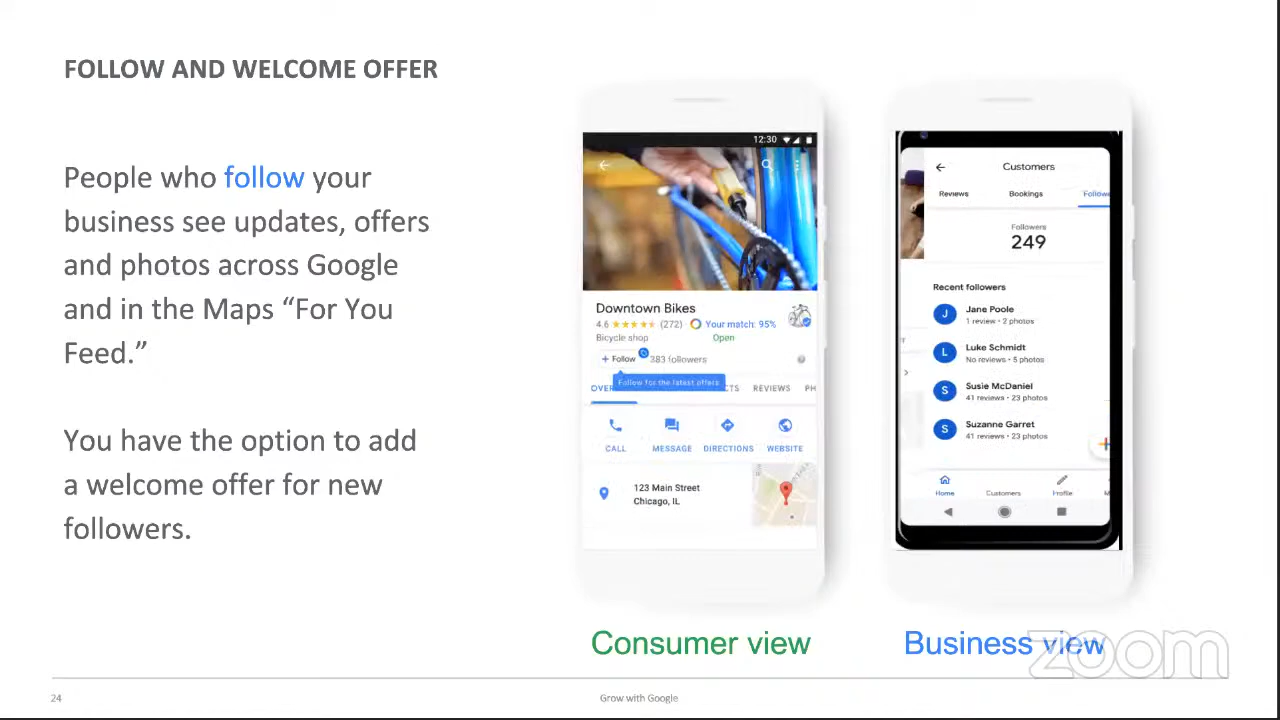 FOLLOW AND WELCOME OFFER
People who follow your
business see updates, offers
and photos across Google
and in the Maps “For You
Feed.”
You have the option to add
a welcome offer for new
followers.
12:30
Downtown Bikes
4.6 (272) Your match: 95%
Bicycle shop Open
+ Follow 383 followers
Follow for the latest offers
OVER CTS REVIEWS PH
CALL MESSAGE DIRECTIONS WEBSITE
123 Main Street
Chicago, IL
Consumer view
Customers
Reviews Bookings Follow
Followers
249
Recent followers
J Jane Poole
1 review • 2 photos
L Luke Schmidt
No reviews • 5 photos
S Susie McDaniel
41 reviews • 23 photos
S Suzanne Garret
41 reviews • 23 photos
Home Customers Profile M
Business view
zoom
24 Grow with Google